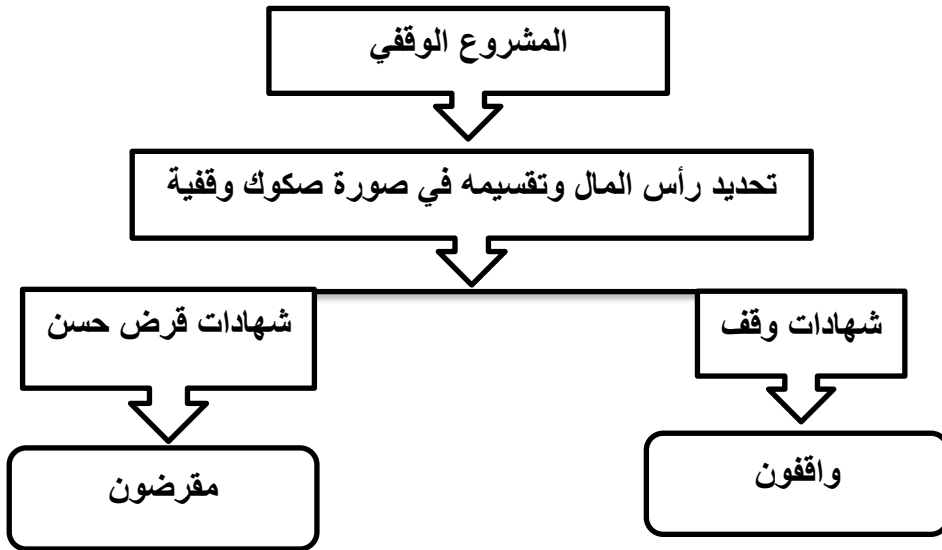 المشروع الوقفي
تحديد رأس المال وتقسيمه في صورة صكوك وقفية
شهادات وقف
شهادات قرض حسن
واقفون
مقرضون